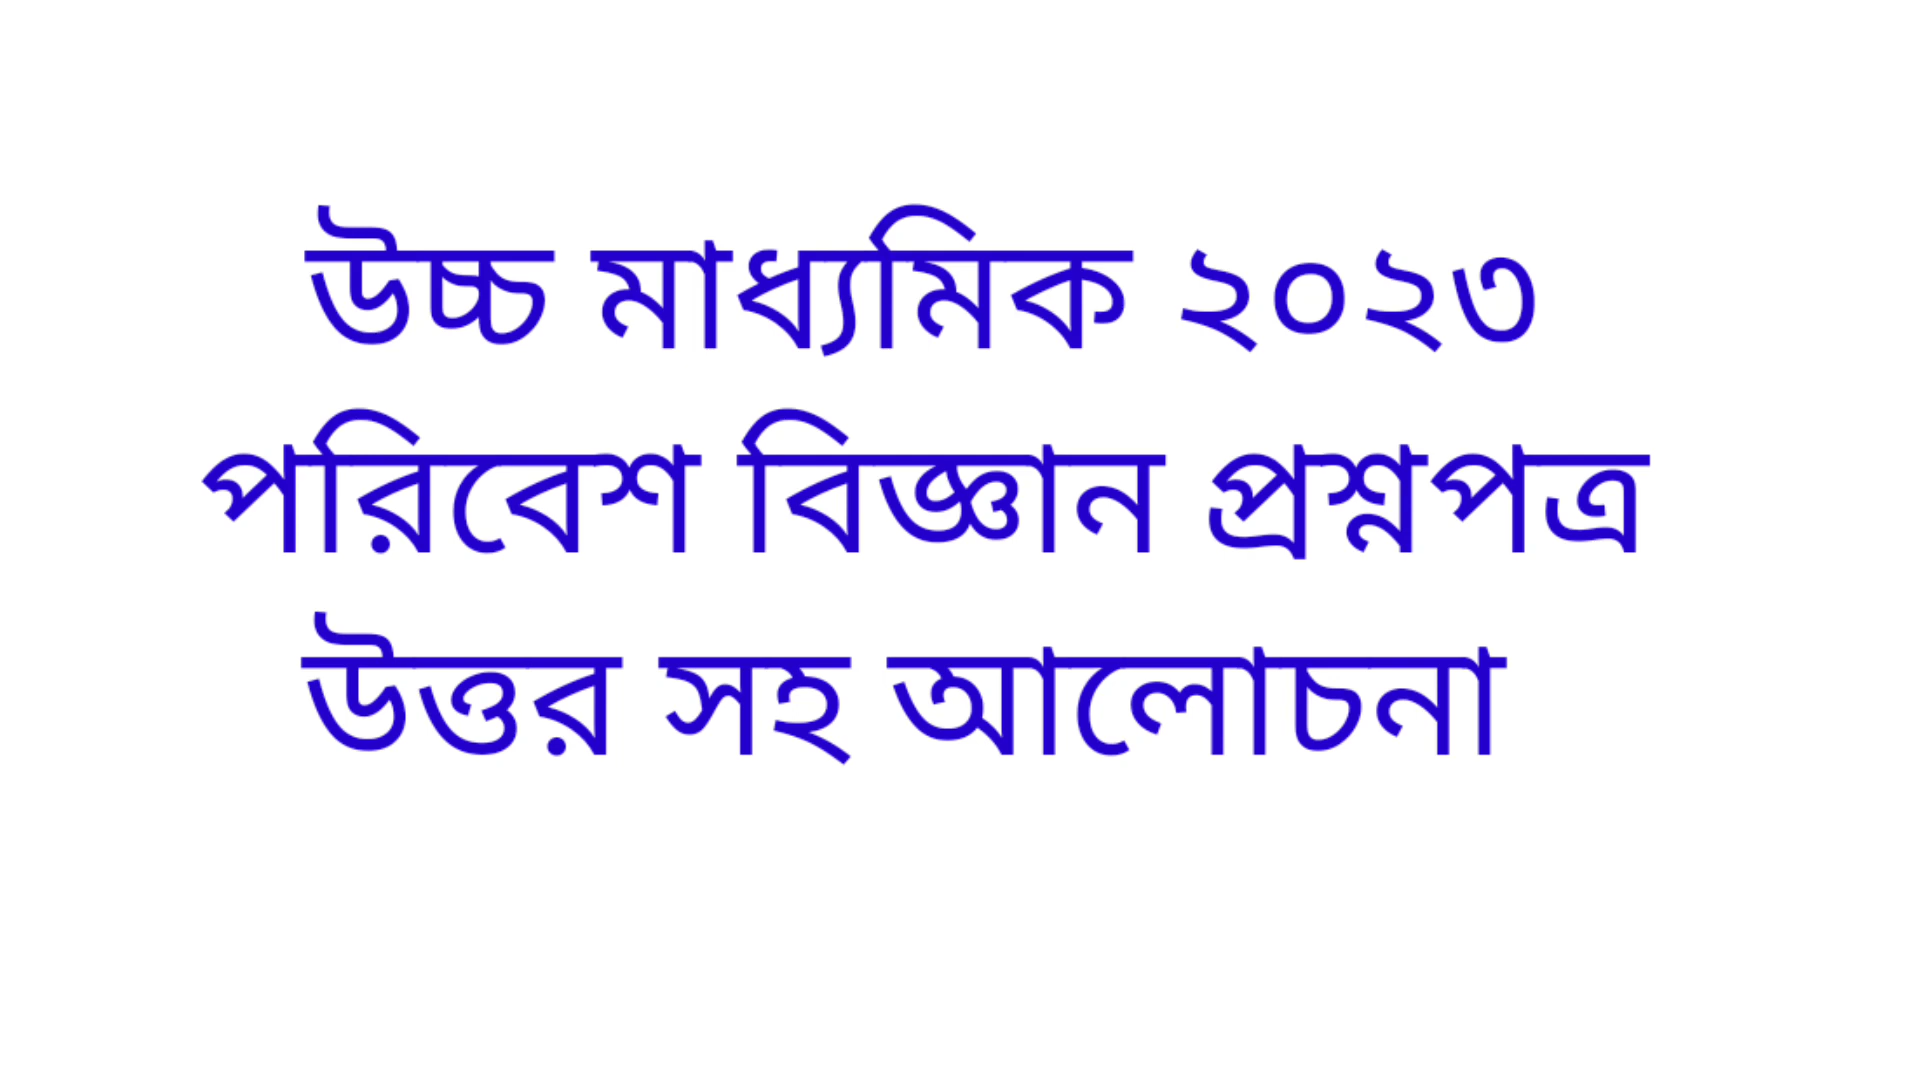 উচ্চ মাধ্যমিক ২০২৩
পরিবেশ বিজ্ঞান প্রশ্নপত্র
উত্তর সহ আলোচনা